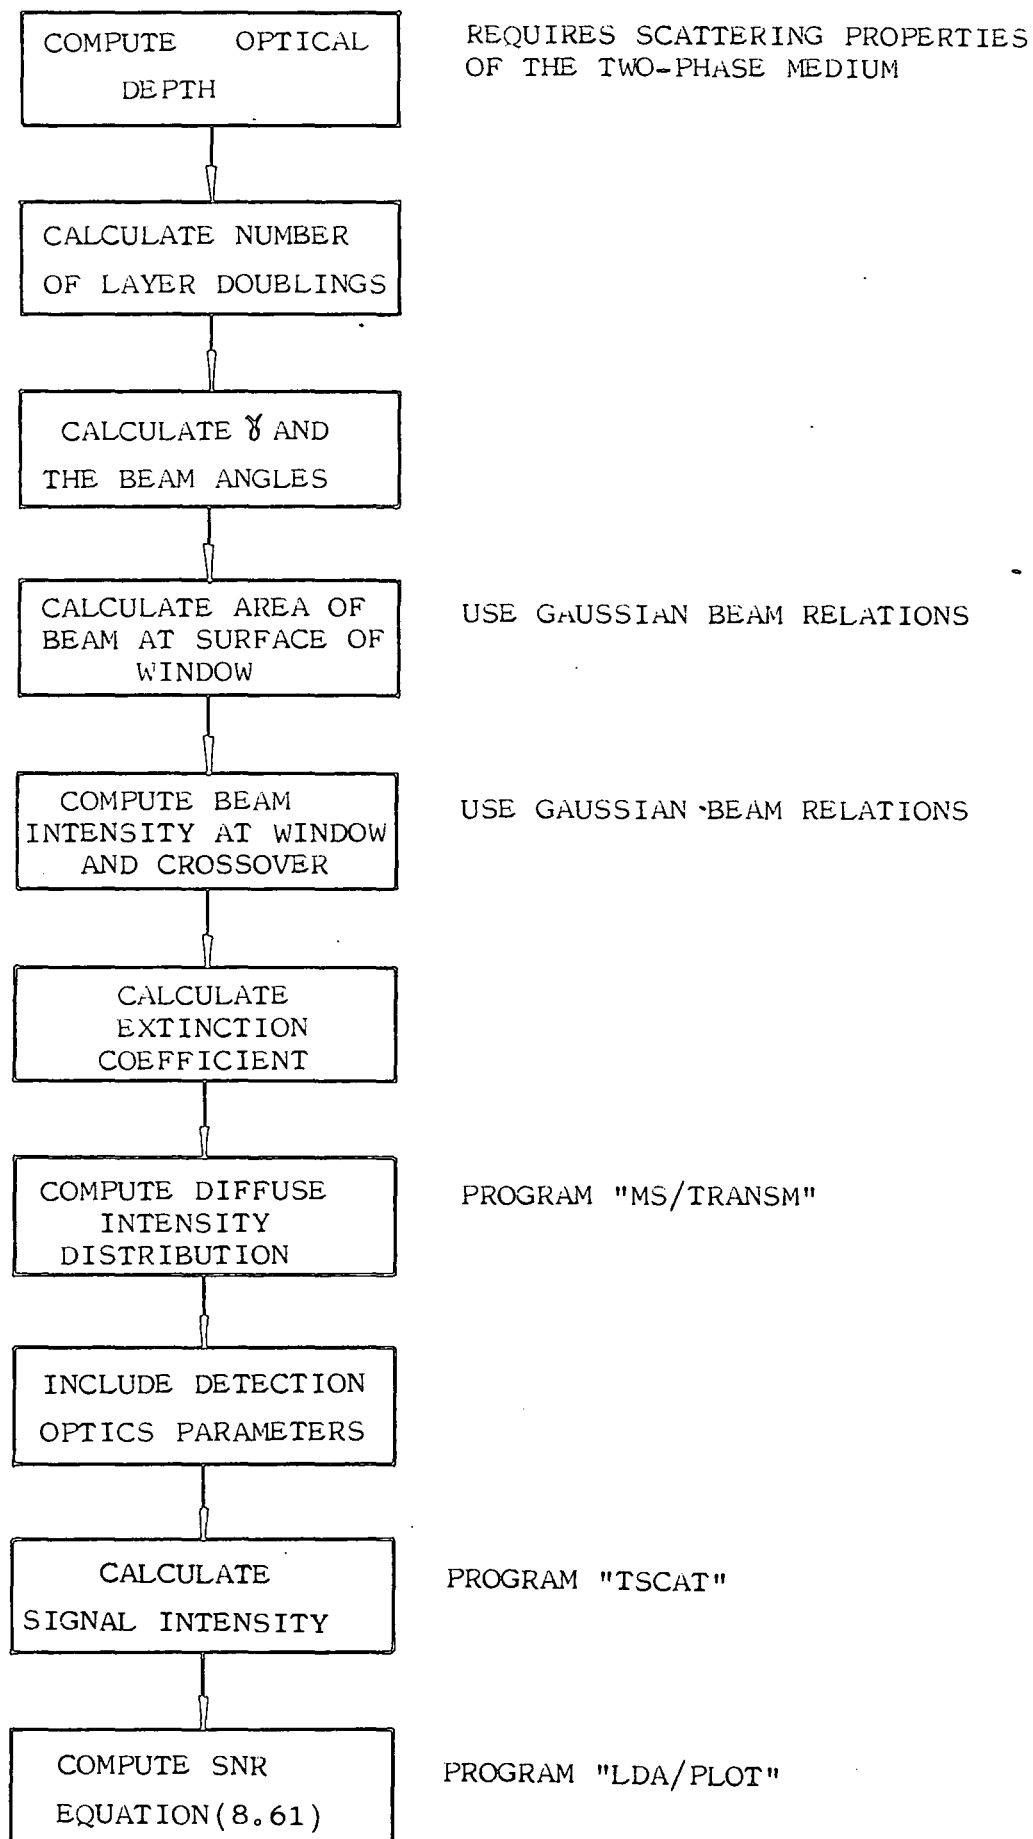 COMPUTE OPTICAL
DEPTH
REQUIRES SCATTERING PROPERTIES
OF THE TWO-PHASE MEDIUM
CALCULATE NUMBER
OF LAYER DOUBLINGS
CALCULATE γ AND
THE BEAM ANGLES
CALCULATE AREA OF
BEAM AT SURFACE OF
WINDOW
USE GAUSSIAN BEAM RELATIONS
COMPUTE BEAM
INTENSITY AT WINDOW
AND CROSSOVER
USE GAUSSIAN BEAM RELATIONS
CALCULATE
EXTINCTION
COEFFICIENT
COMPUTE DIFFUSE
INTENSITY
DISTRIBUTION
PROGRAM "MS/TRANSM"
INCLUDE DETECTION
OPTICS PARAMETERS
CALCULATE
SIGNAL INTENSITY
PROGRAM "TSCAT"
COMPUTE SNR
EQUATION(8.61)
PROGRAM "LDA/PLOT"